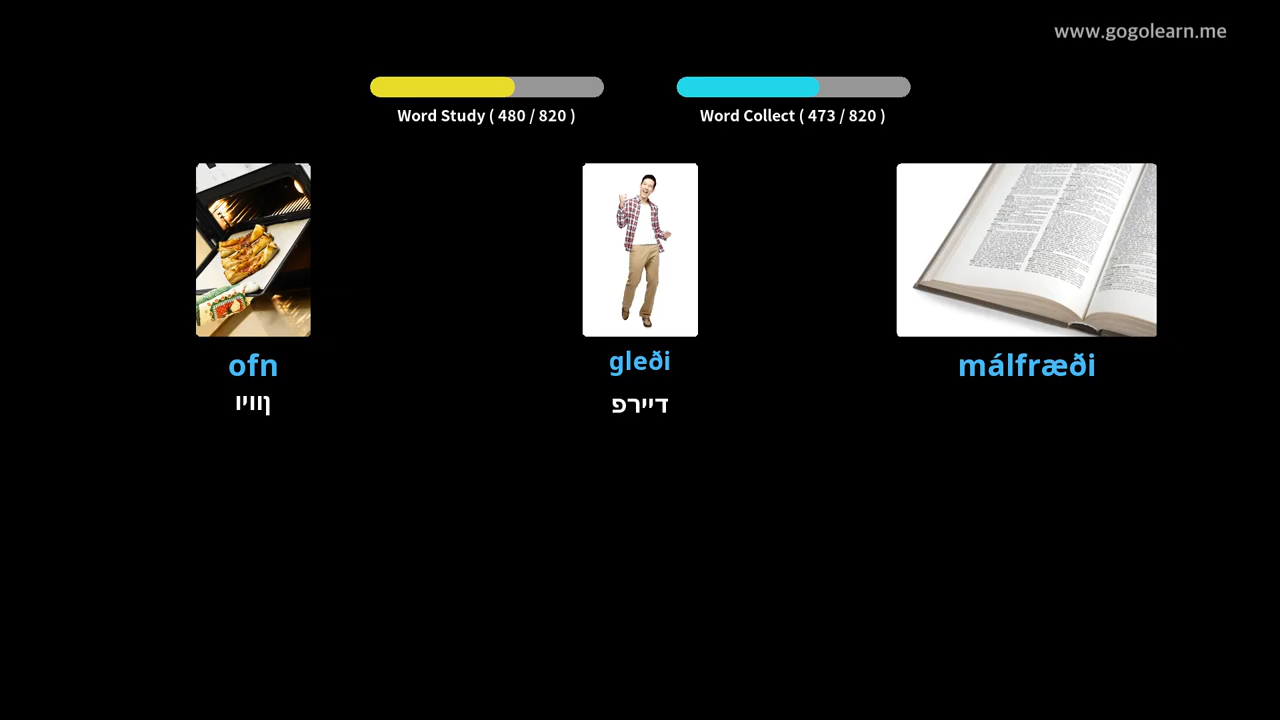 www.gogolearn.me
Word Study ( 480 / 820 )
Word Collect ( 473 / 820 )
ofn
gleði
málfræði
ויוון
פרייד